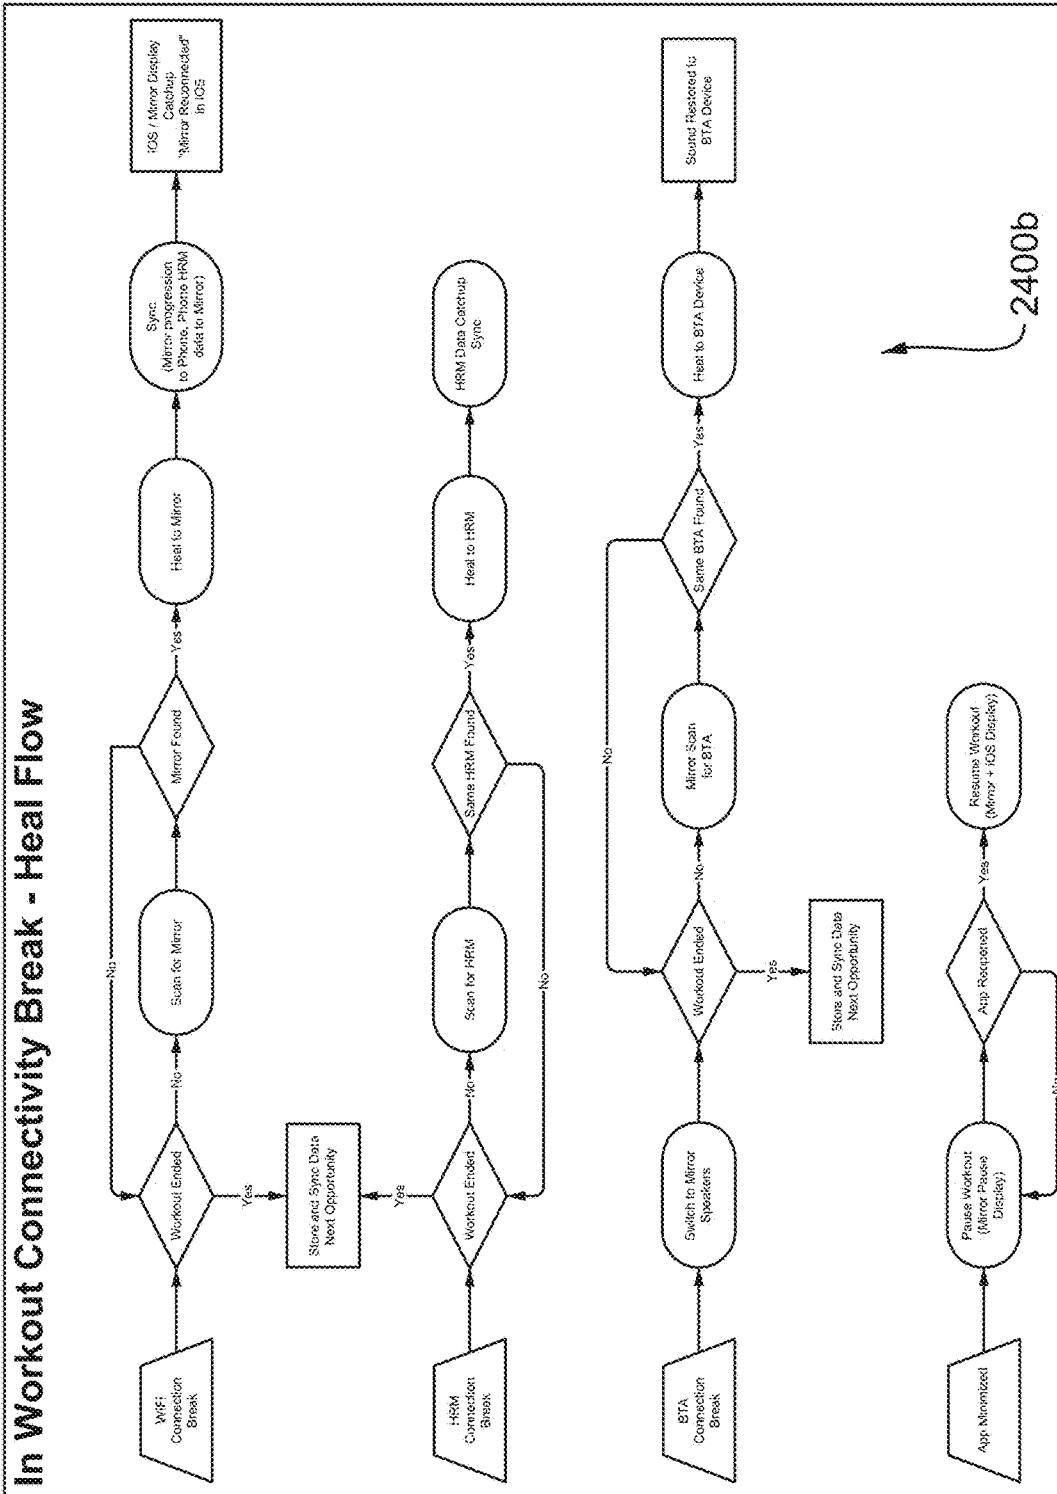 In Workout Connectivity Break - Heal Flow
WiFi
Connection
Break
Workout Ended
No
Scan for Mirror
Mirror Found
No
Yes
Heal to Mirror
Sync
(Mirror progression
to Phone, Phone HRM
data to Mirror)
iOS / Mirror Display
Catchup
"Mirror Reconnected"
in iOS
Yes
Store and Sync Data
Next Opportunity
Yes
HRM
Connection
Break
Workout Ended
No
Scan for HRM
Same HRM Found
No
Yes
Heal to HRM
HRM Data Catchup
Sync
BTA
Connection
Break
Switch to Mirror
Speakers
Workout Ended
No
Mirror Scan
for BTA
Same BTA Found
No
Yes
Heal to BTA Device
Sound Restored to
BTA Device
Yes
Store and Sync Data
Next Opportunity
App Minimized
Pause Workout
(Mirror Pause
Display)
App Reopened
No
Yes
Resume Workout
(Mirror + iOS Display)
2400b